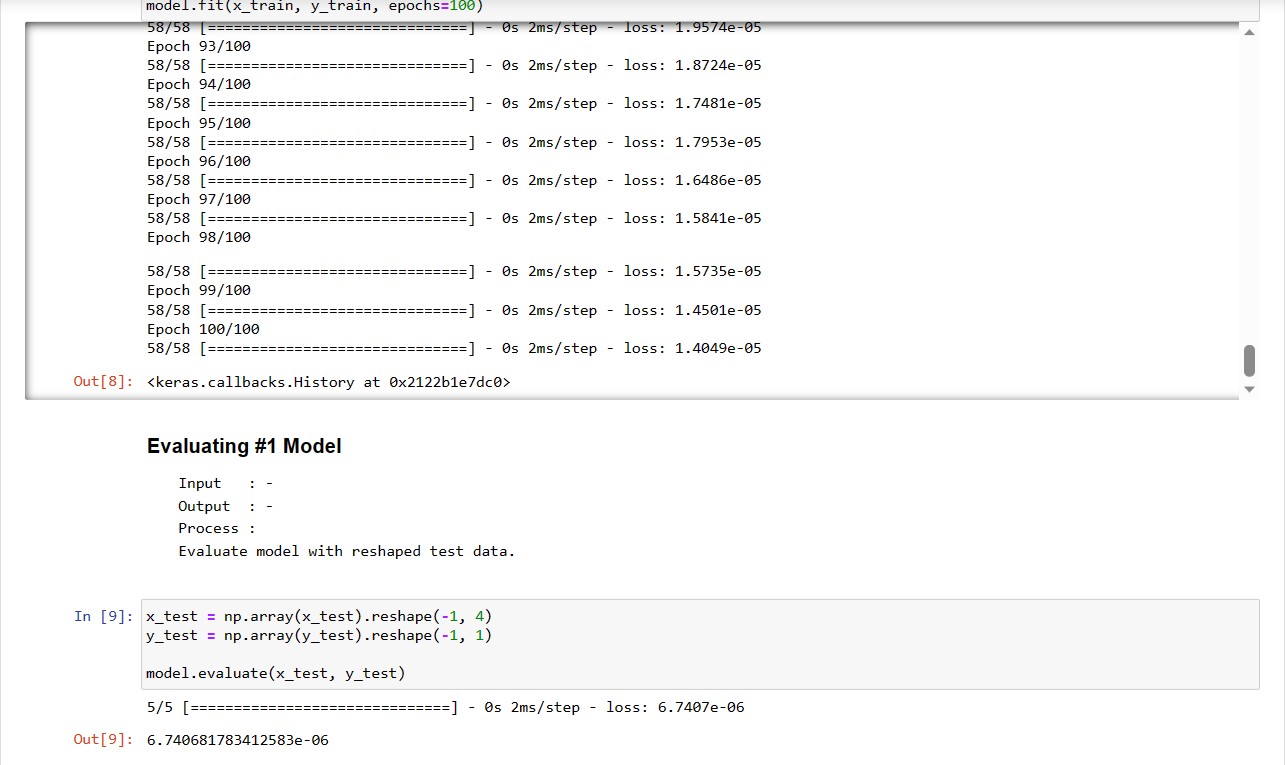 model.fit(x_train, y_train, epochs=100)
58/58 [==============================] - 0s 2ms/step - loss: 1.9574e-05
Epoch 93/100
58/58 [==============================] - 0s 2ms/step - loss: 1.8724e-05
Epoch 94/100
58/58 [==============================] - 0s 2ms/step - loss: 1.7481e-05
Epoch 95/100
58/58 [==============================] - 0s 2ms/step - loss: 1.7953e-05
Epoch 96/100
58/58 [==============================] - 0s 2ms/step - loss: 1.6486e-05
Epoch 97/100
58/58 [==============================] - 0s 2ms/step - loss: 1.5841e-05
Epoch 98/100
58/58 [==============================] - 0s 2ms/step - loss: 1.5735e-05
Epoch 99/100
58/58 [==============================] - 0s 2ms/step - loss: 1.4501e-05
Epoch 100/100
58/58 [==============================] - 0s 2ms/step - loss: 1.4049e-05
Out[8]: <keras.callbacks.History at 0x2122b1e7dc0>
Evaluating #1 Model
Input   : -
Output  : -
Process :
Evaluate model with reshaped test data.
In [9]: x_test = np.array(x_test).reshape(-1, 4)
y_test = np.array(y_test).reshape(-1, 1)
model.evaluate(x_test, y_test)
5/5 [==============================] - 0s 2ms/step - loss: 6.7407e-06
Out[9]: 6.740681783412583e-06